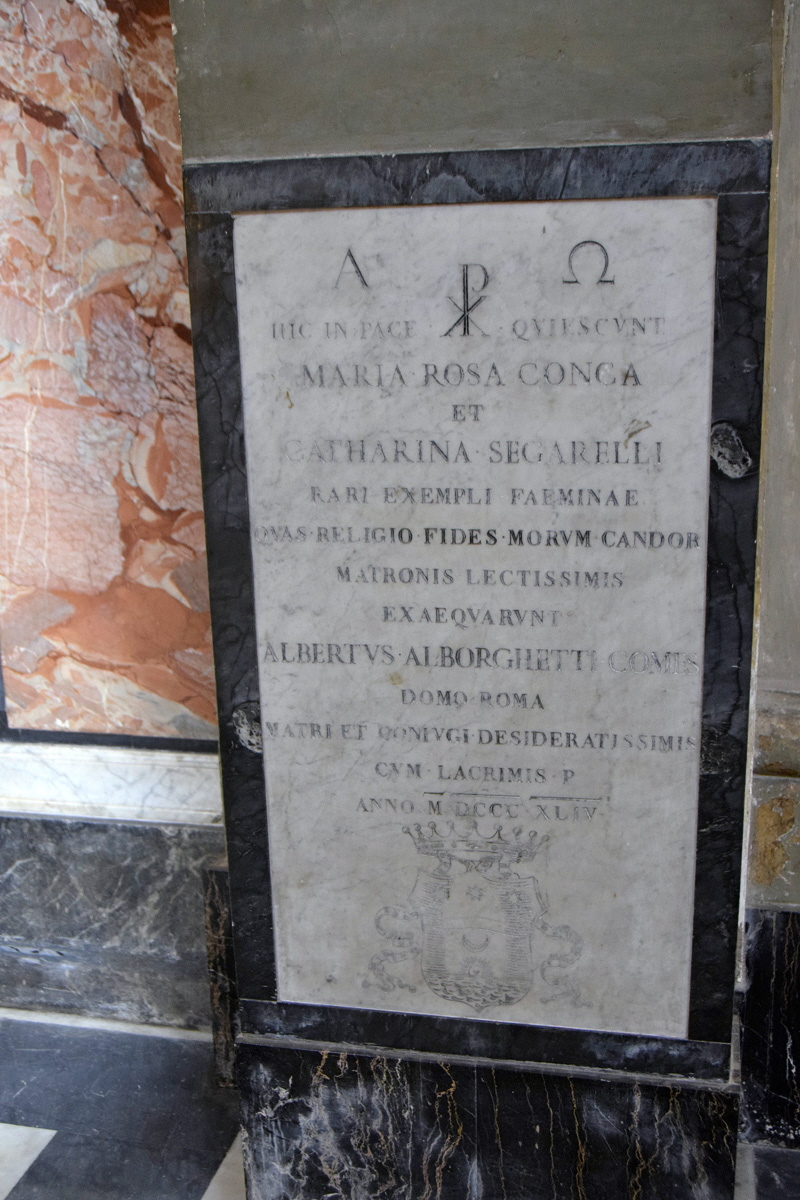 Α ☧ Ω
HIC IN PACE · QVIESCVNT
MARIA · ROSA CONCA
ET
CATHARINA · SEGARELLI
RARI EXEMPLI FAEMINAE
QVAS · RELIGIO · FIDES · MORVM · CANDOR
MATRONIS LECTISSIMIS
EXAEQVARVNT
ALBERTVS · ALBORGHETTI COMES
DOMO · ROMA
MATRI ET CONIVGI · DESIDERATISSIMIS
CVM · LACRIMIS · P
ANNO M DCCC XLIV